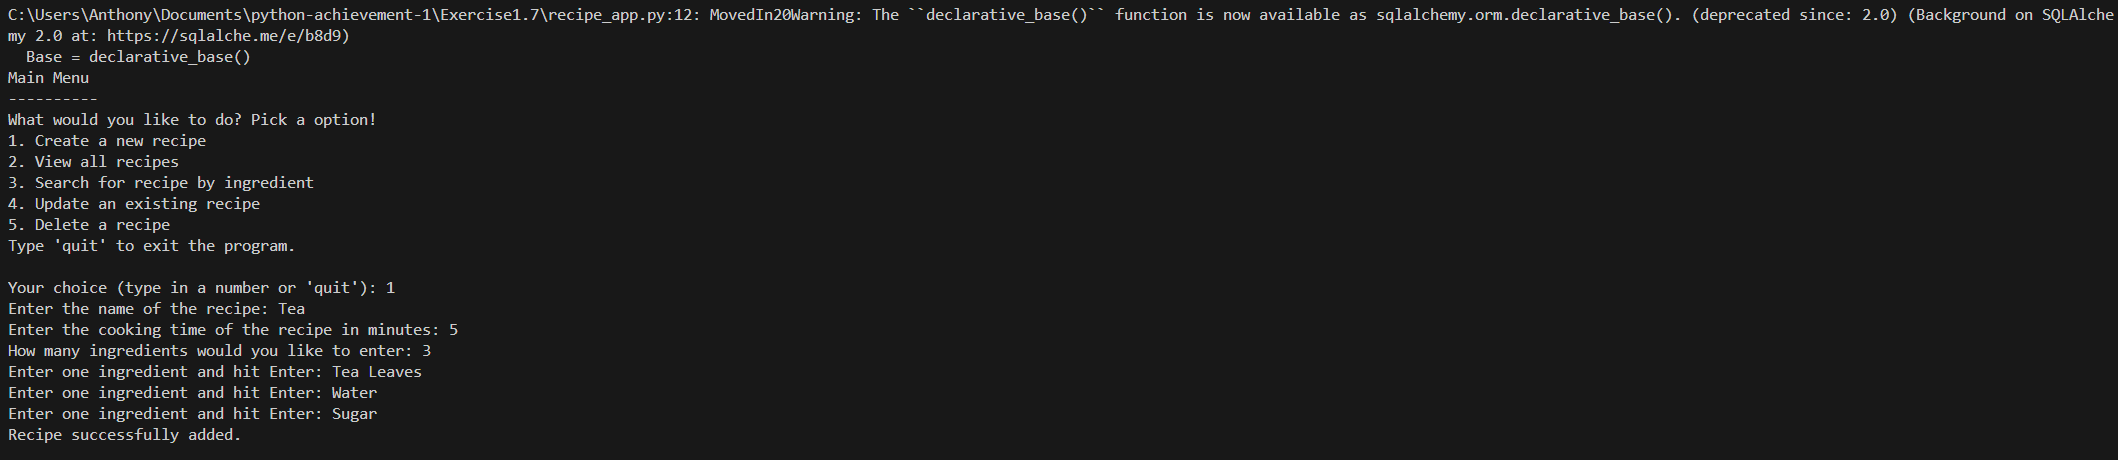 C:\Users\Anthony\Documents\python-achievement-1\Exercise1.7\recipe_app.py:12: MovedIn20Warning: The ``declarative_base()`` function is now available as sqlalchemy.orm.declarative_base(). (deprecated since: 2.0) (Background on SQLAlche
my 2.0 at: https://sqlalche.me/e/b8d9)
  Base = declarative_base()
Main Menu
----------
What would you like to do? Pick a option!
1. Create a new recipe
2. View all recipes
3. Search for recipe by ingredient
4. Update an existing recipe
5. Delete a recipe
Type 'quit' to exit the program.

Your choice (type in a number or 'quit'): 1
Enter the name of the recipe: Tea
Enter the cooking time of the recipe in minutes: 5
How many ingredients would you like to enter: 3
Enter one ingredient and hit Enter: Tea Leaves
Enter one ingredient and hit Enter: Water
Enter one ingredient and hit Enter: Sugar
Recipe successfully added.